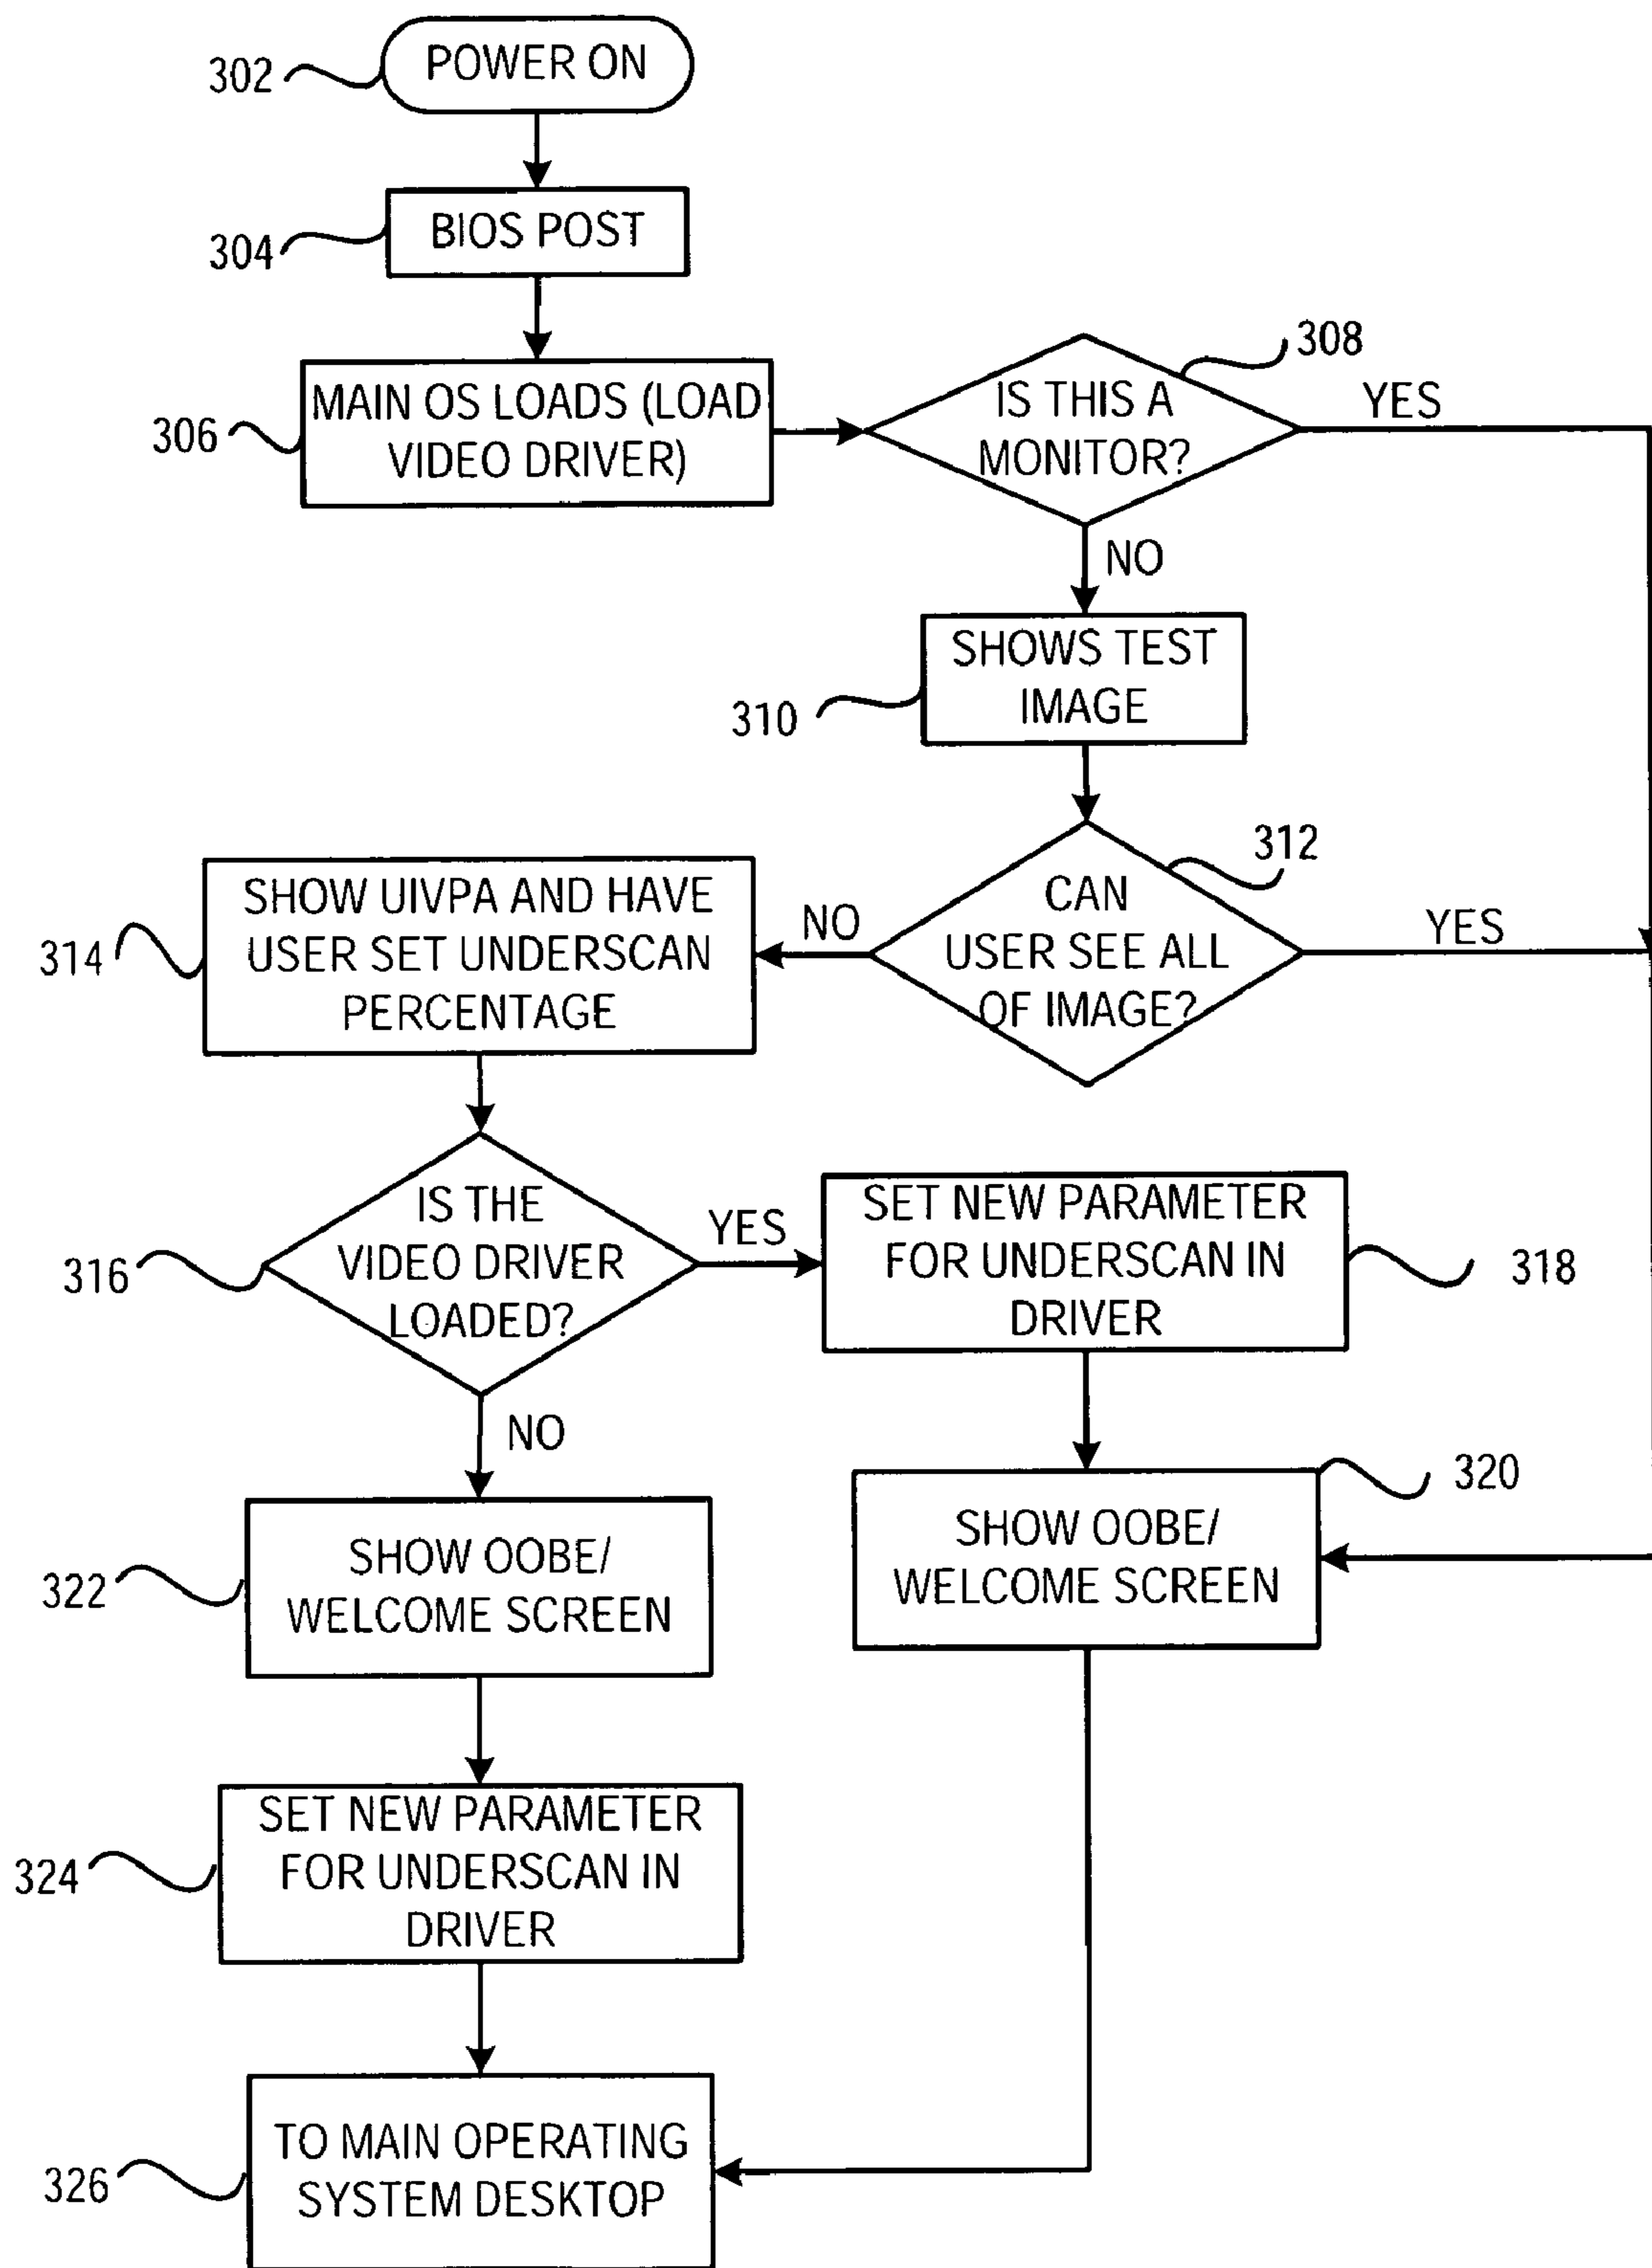 302
POWER ON
304
BIOS POST
306
MAIN OS LOADS (LOAD
VIDEO DRIVER)
308
IS THIS A
MONITOR?
YES
NO
310
SHOWS TEST
IMAGE
312
CAN
USER SEE ALL
OF IMAGE?
YES
NO
314
SHOW UIVPA AND HAVE
USER SET UNDERSCAN
PERCENTAGE
316
IS THE
VIDEO DRIVER
LOADED?
YES
SET NEW PARAMETER
FOR UNDERSCAN IN
DRIVER
318
NO
320
SHOW OOBE/
WELCOME SCREEN
322
SHOW OOBE/
WELCOME SCREEN
324
SET NEW PARAMETER
FOR UNDERSCAN IN
DRIVER
326
TO MAIN OPERATING
SYSTEM DESKTOP